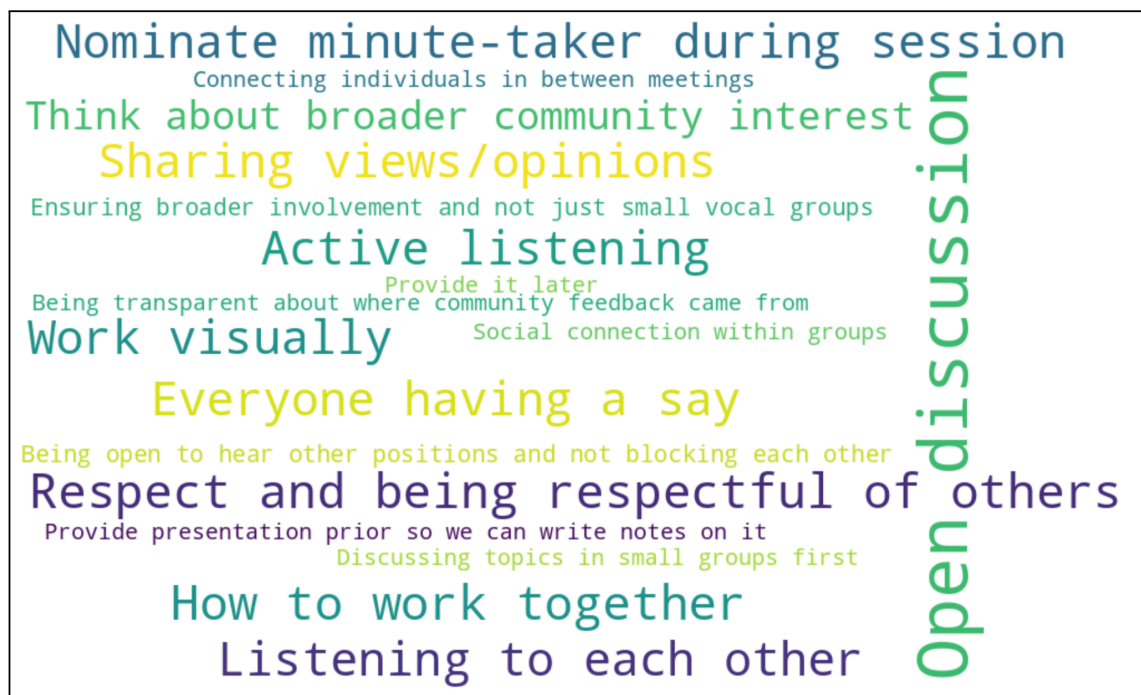 Nominate minute-taker during session
Connecting individuals in between meetings
Think about broader community interest
Sharing views/opinions
Ensuring broader involvement and not just small vocal groups
Active listening
Provide it later
Being transparent about where community feedback came from
Work visually
Social connection within groups
Everyone having a say
Being open to hear other positions and not blocking each other
Respect and being respectful of others
Provide presentation prior so we can write notes on it
Discussing topics in small groups first
How to work together
Listening to each other
Open discussion